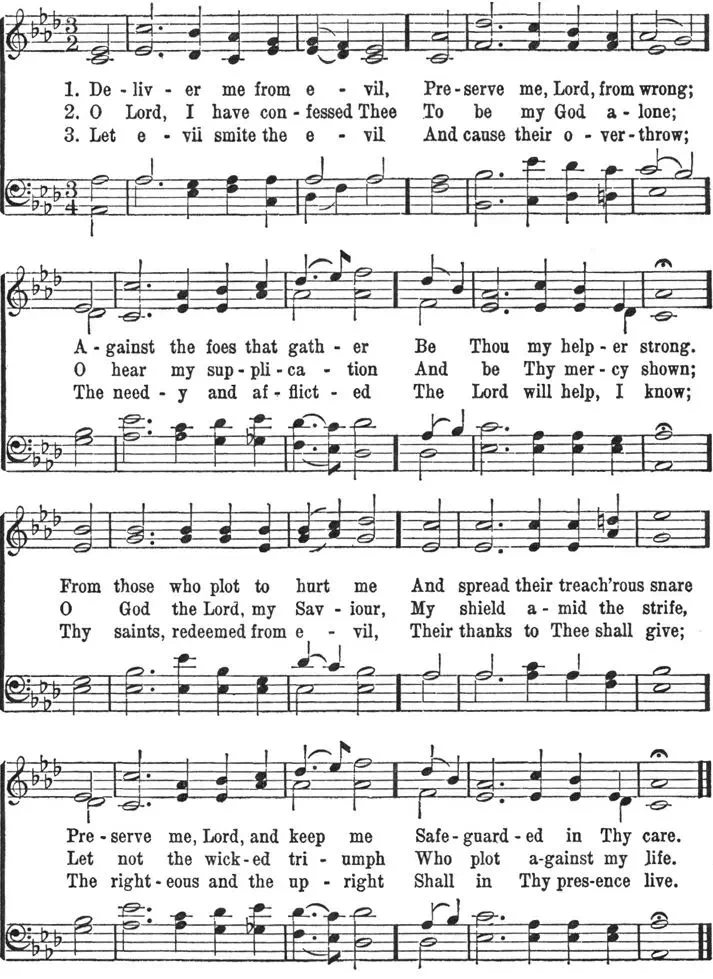 3 2
1. De - liv - er me from e - vil, Pre - serve me, Lord, from wrong;
2. O Lord, I have con - fessed Thee To be my God a - lone;
3. Let e - vii smite the e - vil And cause their o - ver - throw;
3 4
A - gainst the foes that gath - er Be Thou my help - er strong.
O hear my sup - pli - ca - tion And be Thy mer - cy shown;
The need - y and af - flict - ed The Lord will help, I know;
From those who plot to hurt me And spread their treach'rous snare
O God the Lord, my Sav - iour, My shield a - mid the strife,
Thy saints, redeemed from e - vil, Their thanks to Thee shall give;
Pre - serve me, Lord, and keep me Safe - guard - ed in Thy care.
Let not the wick - ed tri - umph Who plot a-gainst my life.
The right - eous and the up - right Shall in Thy pres-ence live.